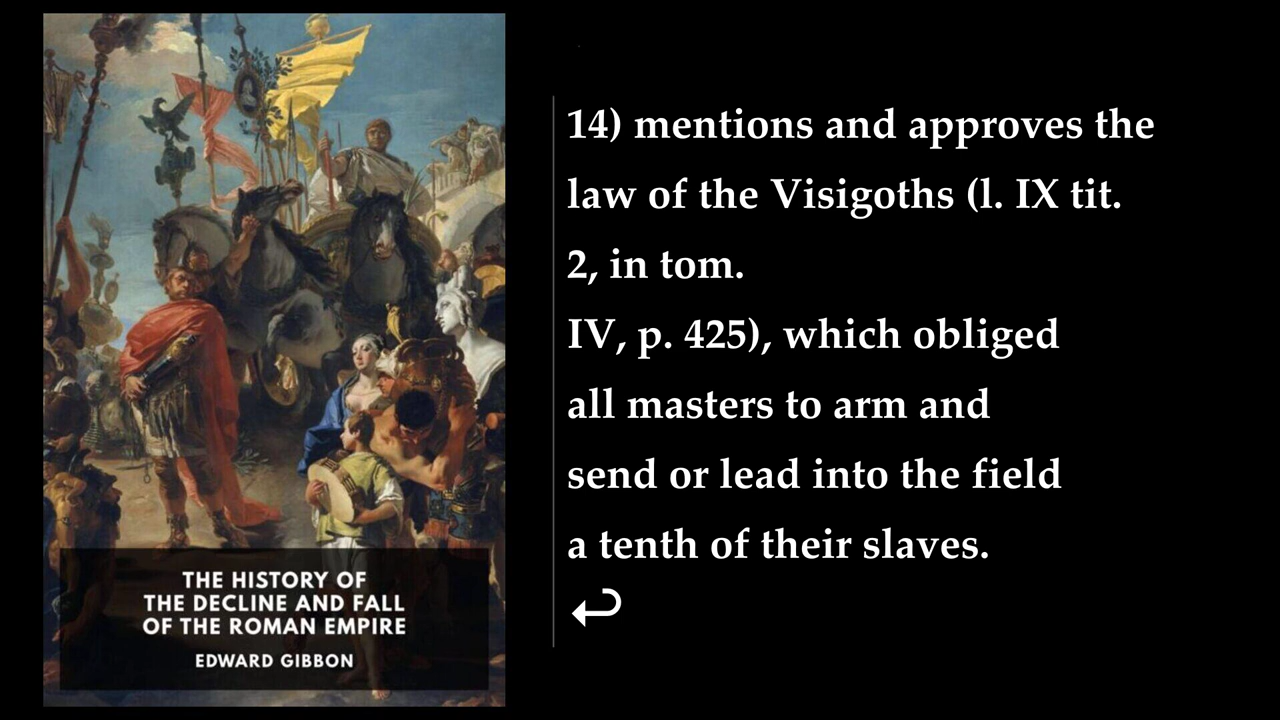 THE HISTORY OF
THE DECLINE AND FALL
OF THE ROMAN EMPIRE
EDWARD GIBBON
14) mentions and approves the
law of the Visigoths (l. IX tit.
2, in tom.
IV, p. 425), which obliged
all masters to arm and
send or lead into the field
a tenth of their slaves.
↩